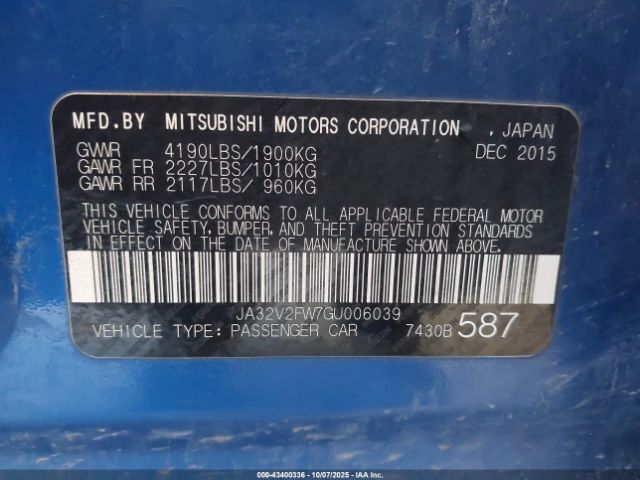 MFD.BY MITSUBISHI MOTORS CORPORATION , JAPAN
GVWR 4190LBS/1900KG DEC 2015
GAWR FR 2227LBS/1010KG
GAWR RR 2117LBS/ 960KG
THIS VEHICLE CONFORMS TO ALL APPLICABLE FEDERAL MOTOR
VEHICLE SAFETY, BUMPER, AND THEFT PREVENTION STANDARDS
IN EFFECT ON THE DATE OF MANUFACTURE SHOWN ABOVE.
JA32V2FW7GU006039
VEHICLE TYPE: PASSENGER CAR 7430B 587
000-43400336 - 10/07/2025 - IAAI.COM